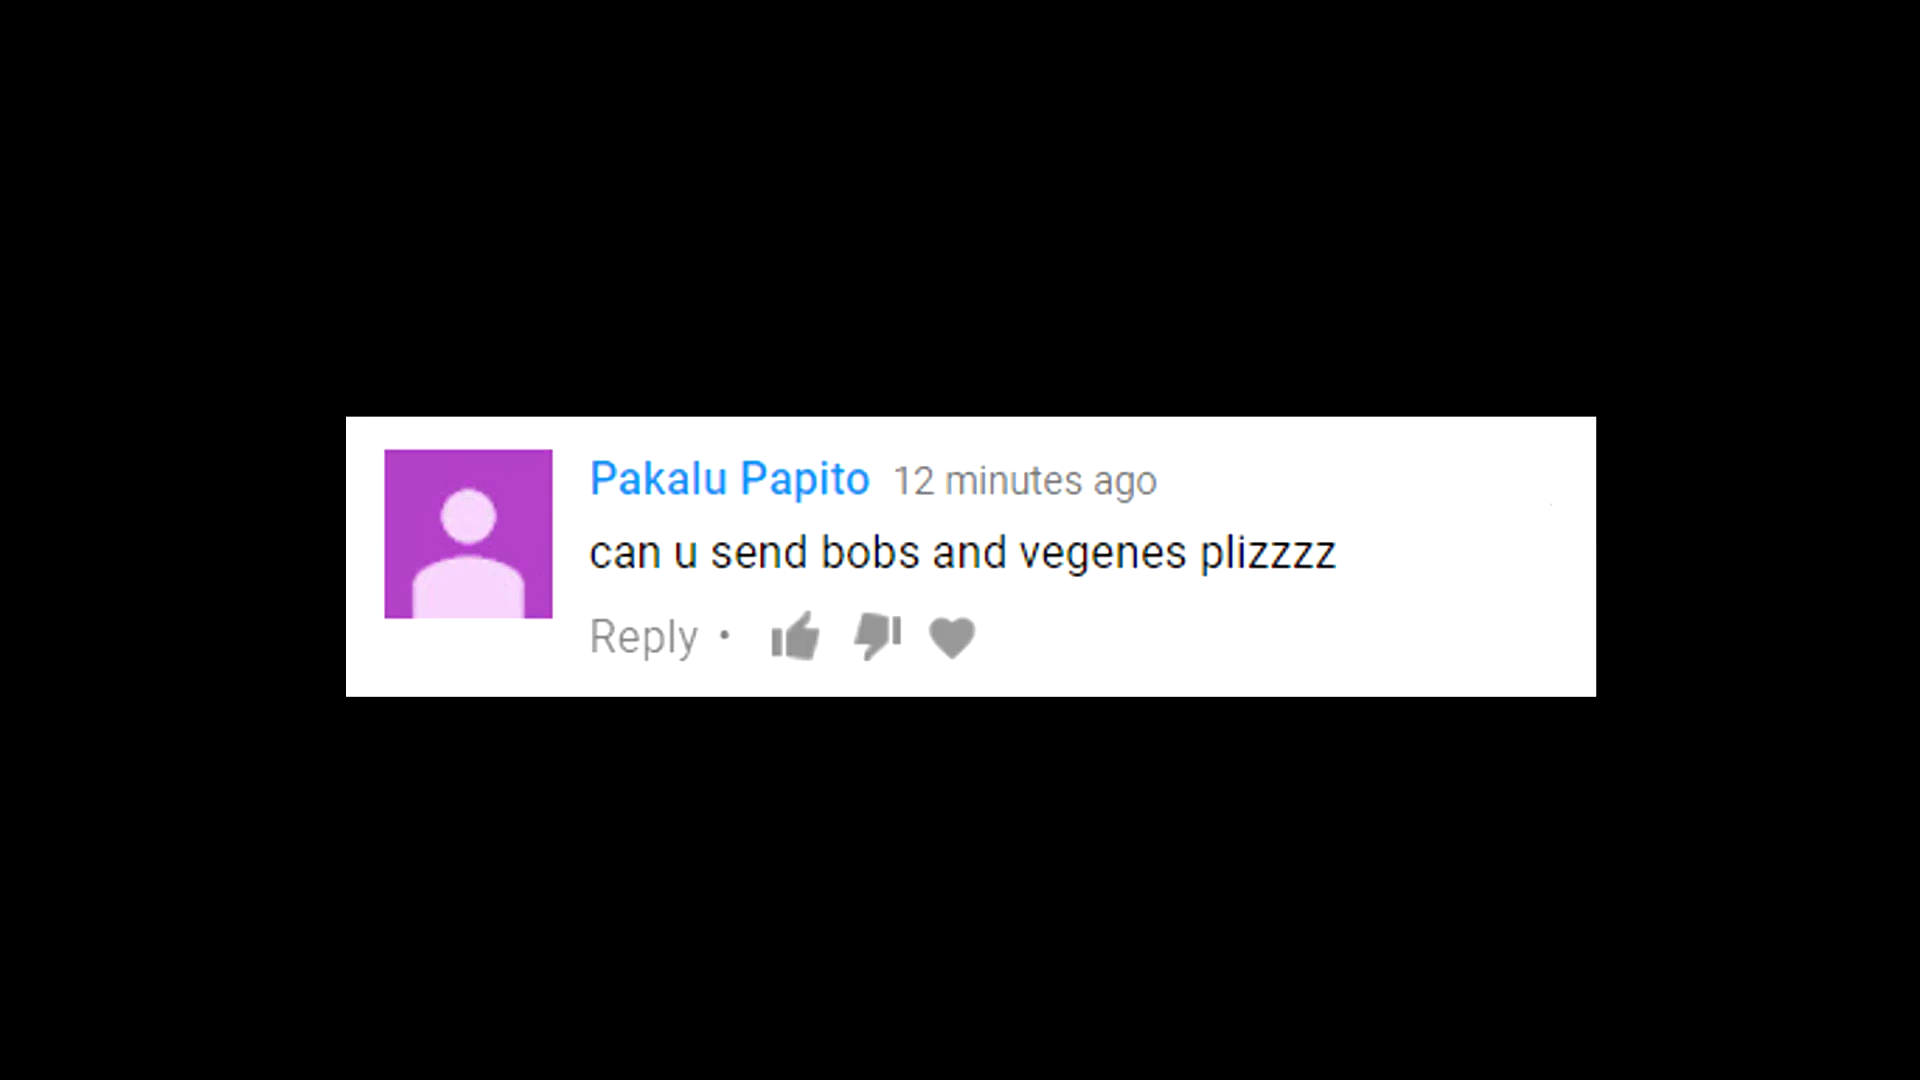 Pakalu Papito 12 minutes ago
can u send bobs and vegenes plizzzz
Reply •